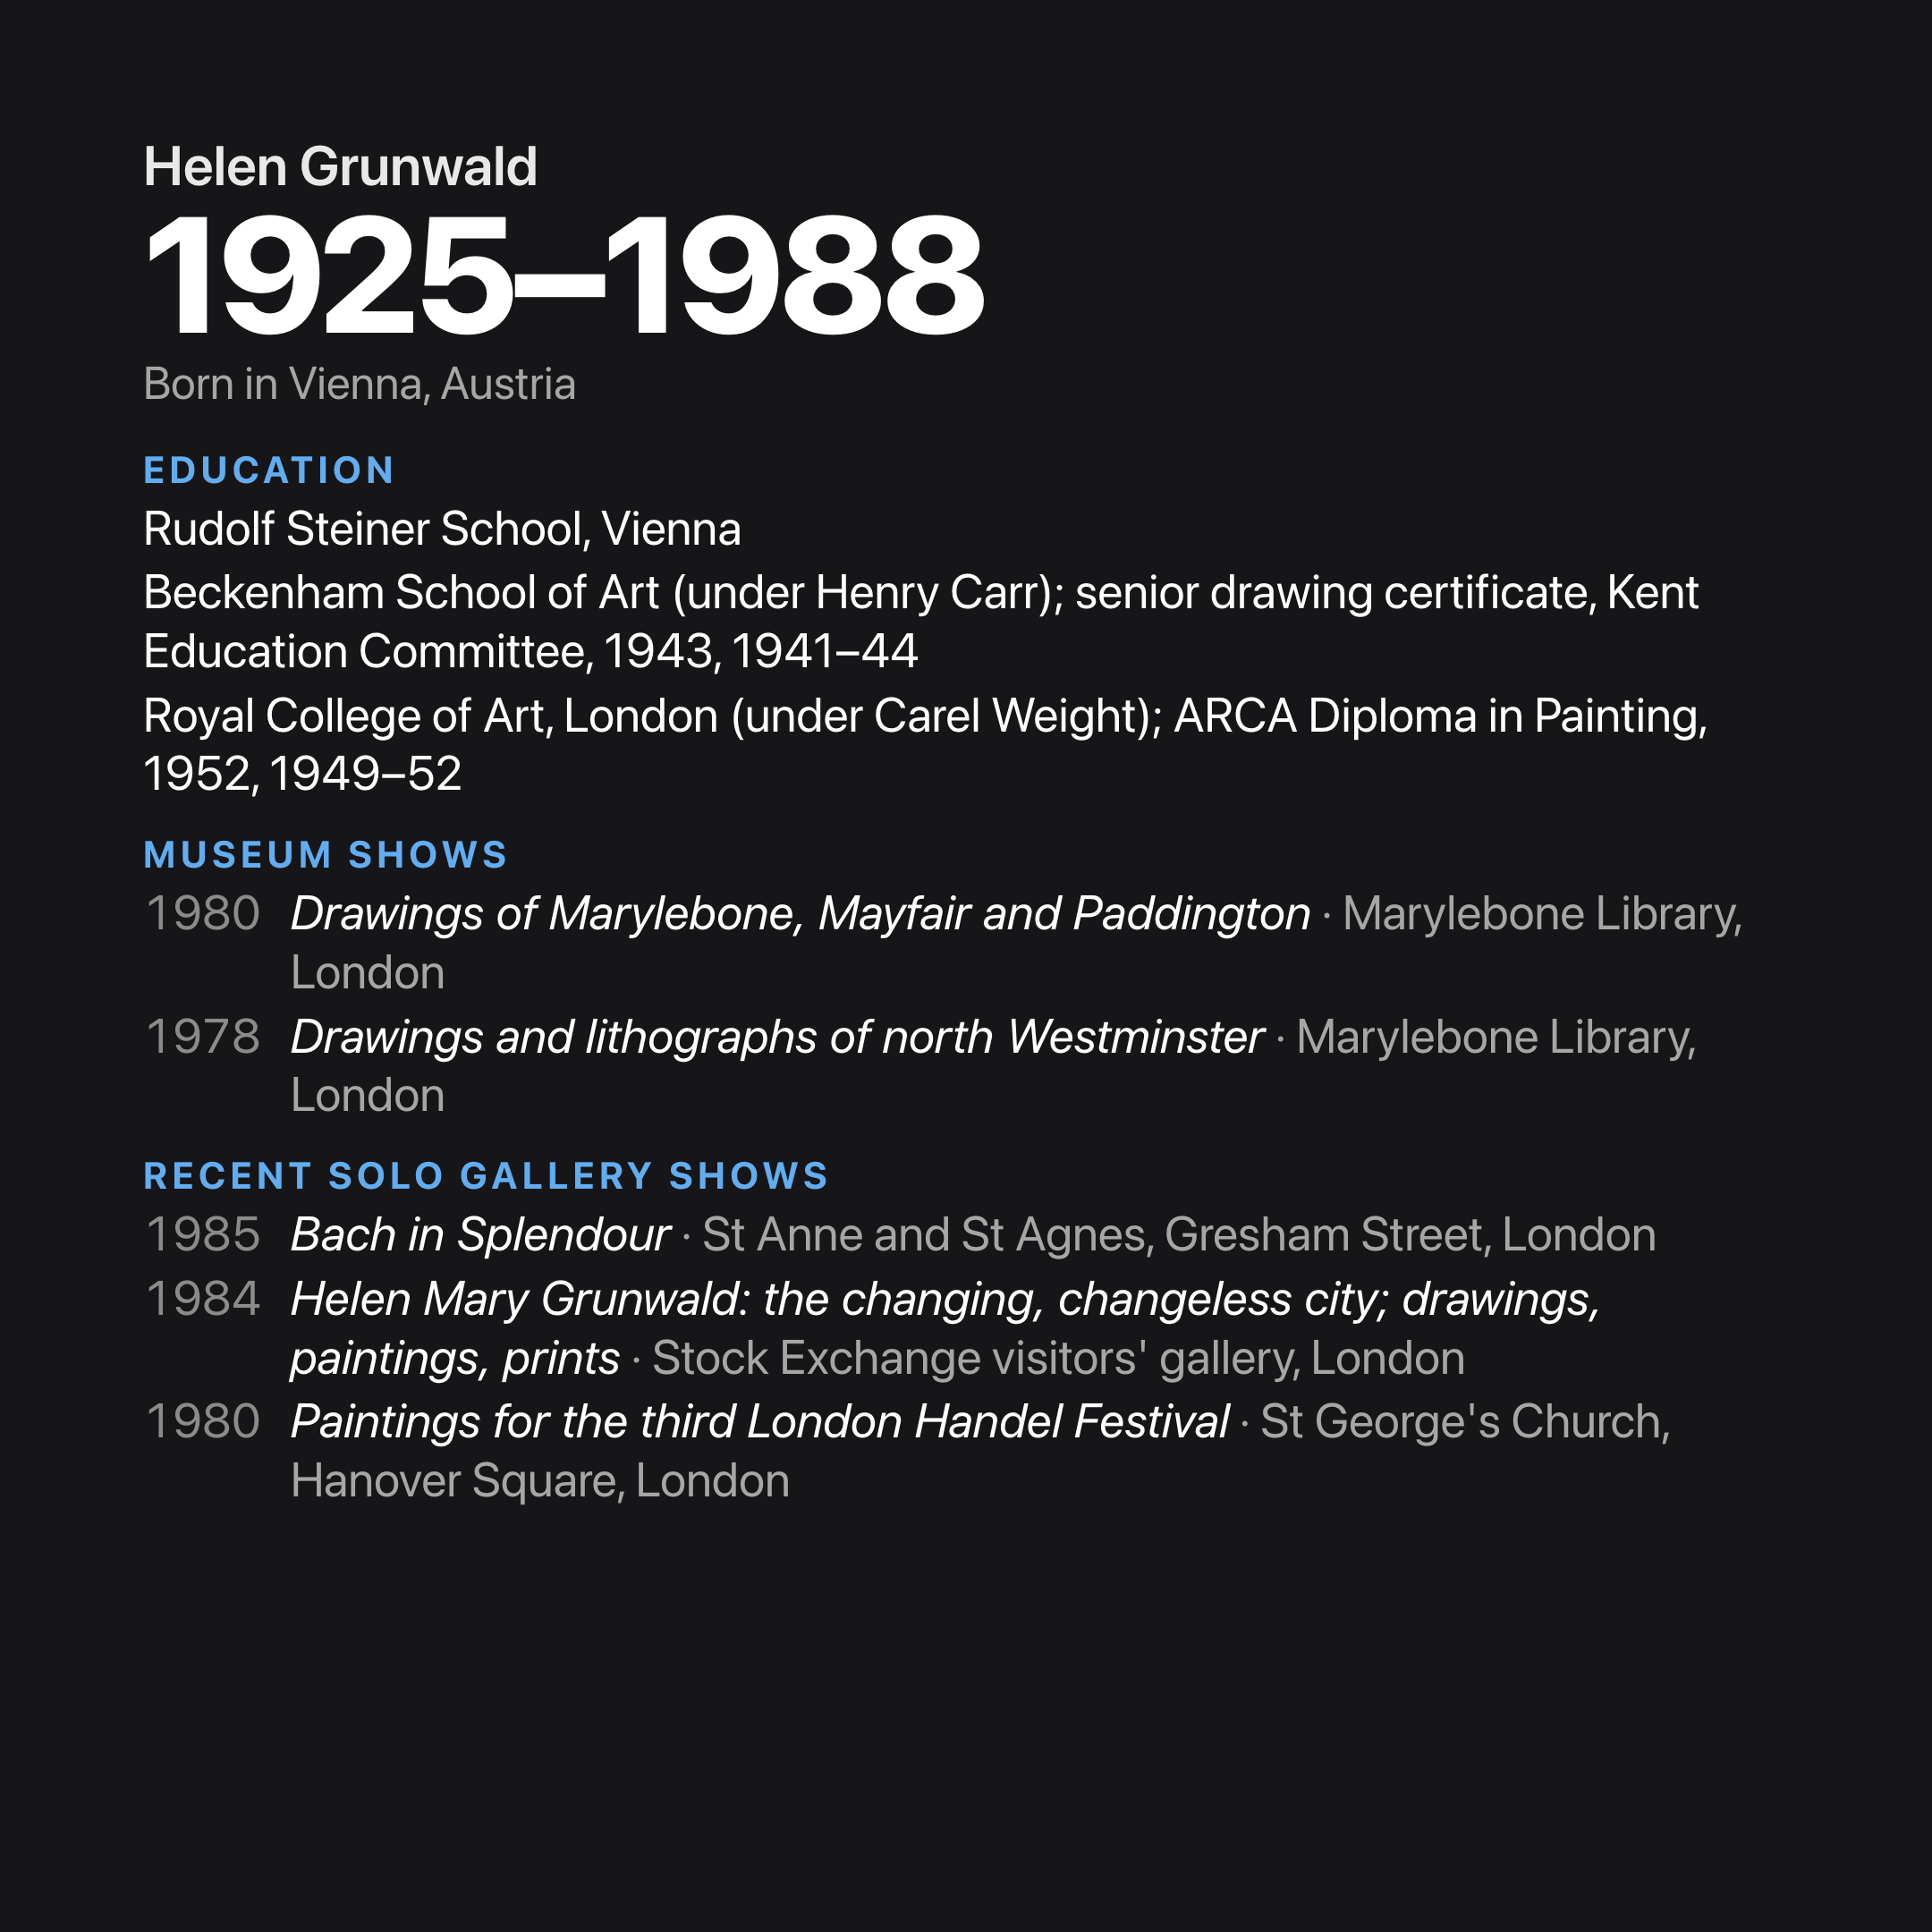 Helen Grunwald
1925–1988
Born in Vienna, Austria
EDUCATION
Rudolf Steiner School, Vienna
Beckenham School of Art (under Henry Carr); senior drawing certificate, Kent
Education Committee, 1943, 1941–44
Royal College of Art, London (under Carel Weight); ARCA Diploma in Painting,
1952, 1949–52
MUSEUM SHOWS
1980 Drawings of Marylebone, Mayfair and Paddington · Marylebone Library,
London
1978 Drawings and lithographs of north Westminster · Marylebone Library,
London
RECENT SOLO GALLERY SHOWS
1985 Bach in Splendour · St Anne and St Agnes, Gresham Street, London
1984 Helen Mary Grunwald: the changing, changeless city; drawings,
paintings, prints · Stock Exchange visitors' gallery, London
1980 Paintings for the third London Handel Festival · St George's Church,
Hanover Square, London